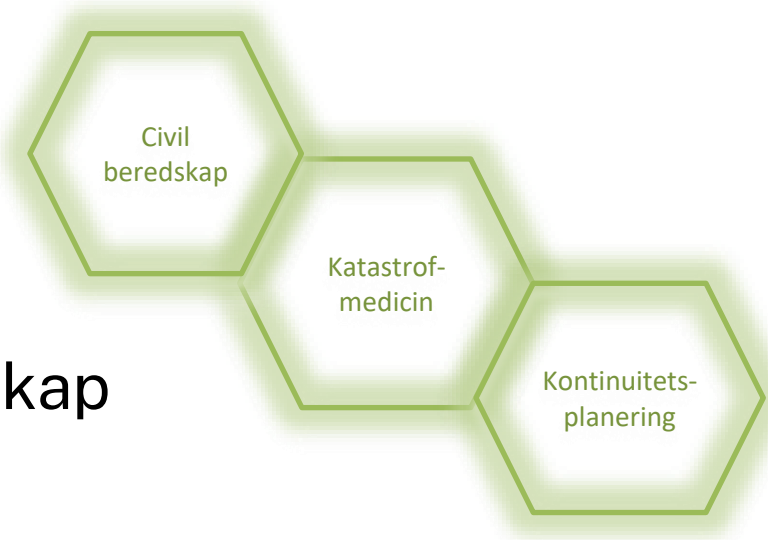 Civil
beredskap
Katastrof-
medicin
kap
Kontinuitets-
planering